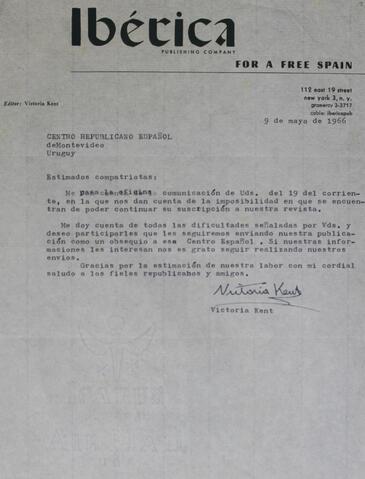 Ibérica
PUBLISHING COMPANY
FOR A FREE SPAIN
112 east 19 street
new york 3, n. y.
gramercy 3-3717
cable: ibericapub
Editor: Victoria Kent
9 de mayo de 1966
CENTRO REPUBLICANO ESPAÑOL
deMontevideo
Uruguay
Estimados compatriotas:
pasa la oficina
Me comunicación de Uds. del 19 del corrien-
te, en la que nos dan cuenta de la imposibilidad en que se encuen-
tran de poder continuar su suscripción a nuestra revista.
Me doy cuenta de todas las dificultades señaladas por Vds. y
deseo participarles que les seguiremos enviando nuestra publica-
ción como un obsequio a ese Centro Español. Si nuestras infor-
maciones les interesan nos es grato seguir realizando nuestros
envíos.
Gracias por la estimación de nuestra labor con mi cordial
saludo a los fieles republicanos y amigos.
Victoria Kent
Victoria Kent